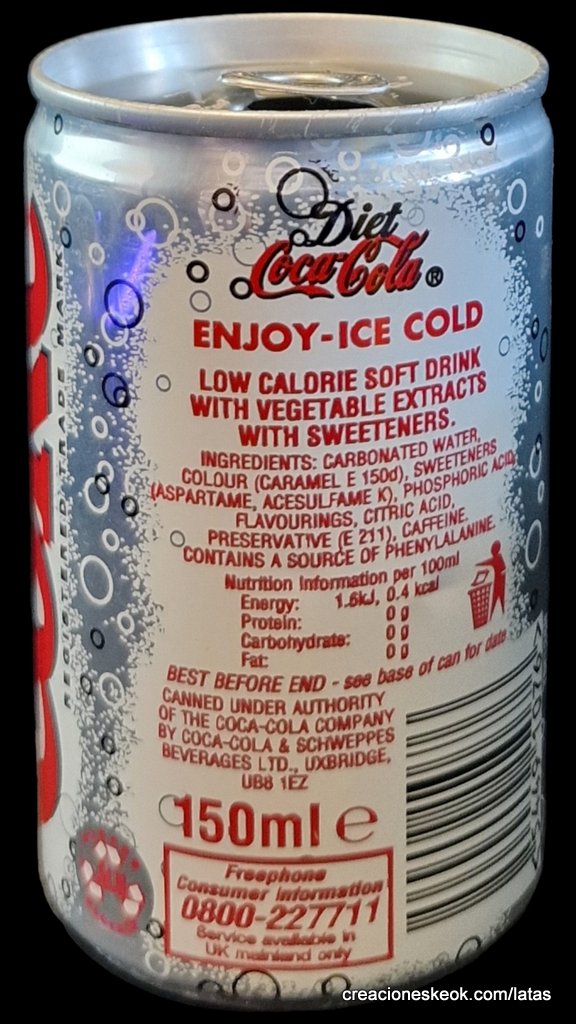 Diet
Coca-Cola®
ENJOY-ICE COLD
LOW CALORIE SOFT DRINK
WITH VEGETABLE EXTRACTS
WITH SWEETENERS.
INGREDIENTS: CARBONATED WATER,
COLOUR (CARAMEL E 150d), SWEETENERS
(ASPARTAME, ACESULFAME K), PHOSPHORIC ACID,
FLAVOURINGS, CITRIC ACID,
PRESERVATIVE (E 211), CAFFEINE.
CONTAINS A SOURCE OF PHENYLALANINE.
Nutrition Information per 100ml
Energy: 1.6kJ, 0.4 kcal
Protein: 0 g
Carbohydrate: 0 g
Fat: 0 g
BEST BEFORE END - see base of can for date
CANNED UNDER AUTHORITY
OF THE COCA-COLA COMPANY
BY COCA-COLA & SCHWEPPES
BEVERAGES LTD., UXBRIDGE,
UB8 1EZ
150ml e
Freephone
Consumer Information
0800-227711
Service available in
UK mainland only
REGISTERED TRADE MARK
creacioneskeok.com/latas